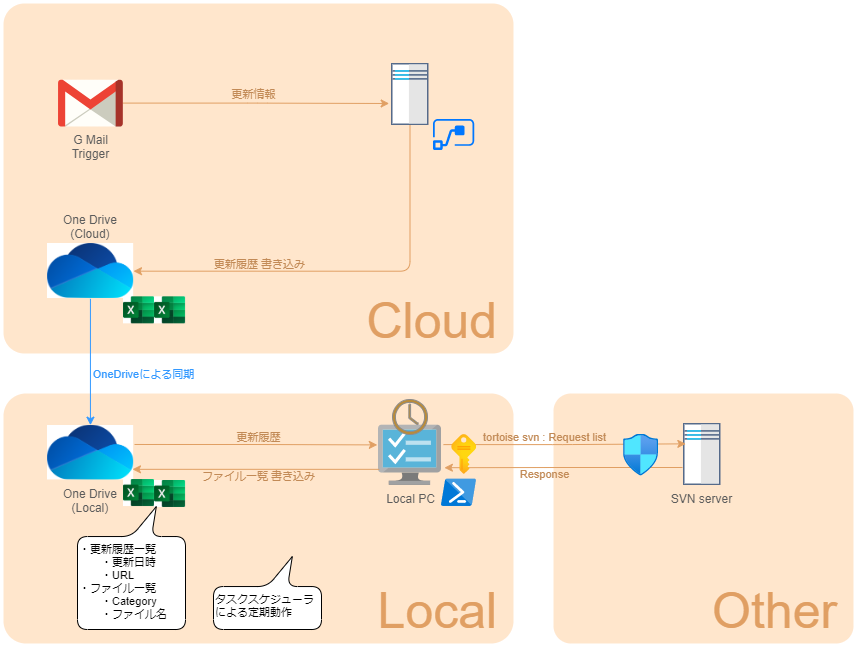 更新情報
G Mail
Trigger
One Drive
(Cloud)
更新履歴 書き込み
X X
Cloud
OneDriveによる同期
更新履歴
tortoise svn : Request list
ファイル一覧 書き込み
Response
One Drive
(Local)
X X
Local PC
SVN server
・更新履歴一覧
・更新日時
・URL
・ファイル一覧
・Category
・ファイル名
タスクスケジューラ
による定期動作
Local
Other